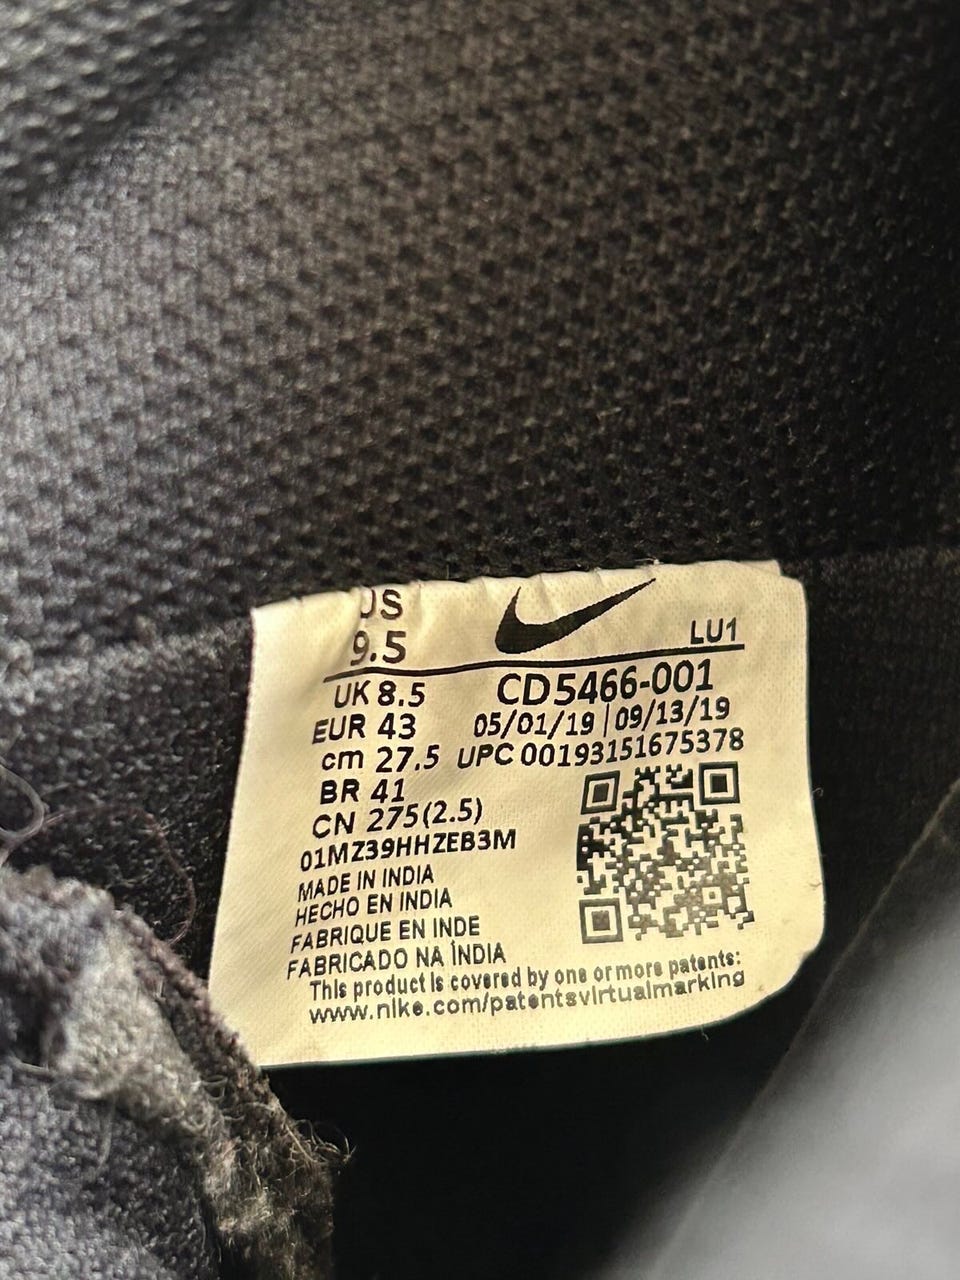 US
9.5
LU1
UK 8.5
CD5466-001
EUR 43
05/01/19 | 09/13/19
cm 27.5
UPC 00193151675378
BR 41
CN 275(2.5)
01MZ39HHZEB3M
MADE IN INDIA
HECHO EN INDIA
FABRIQUE EN INDE
FABRICADO NA ÍNDIA
This product is covered by one or more patents:
www.nike.com/patentsvirtualmarking